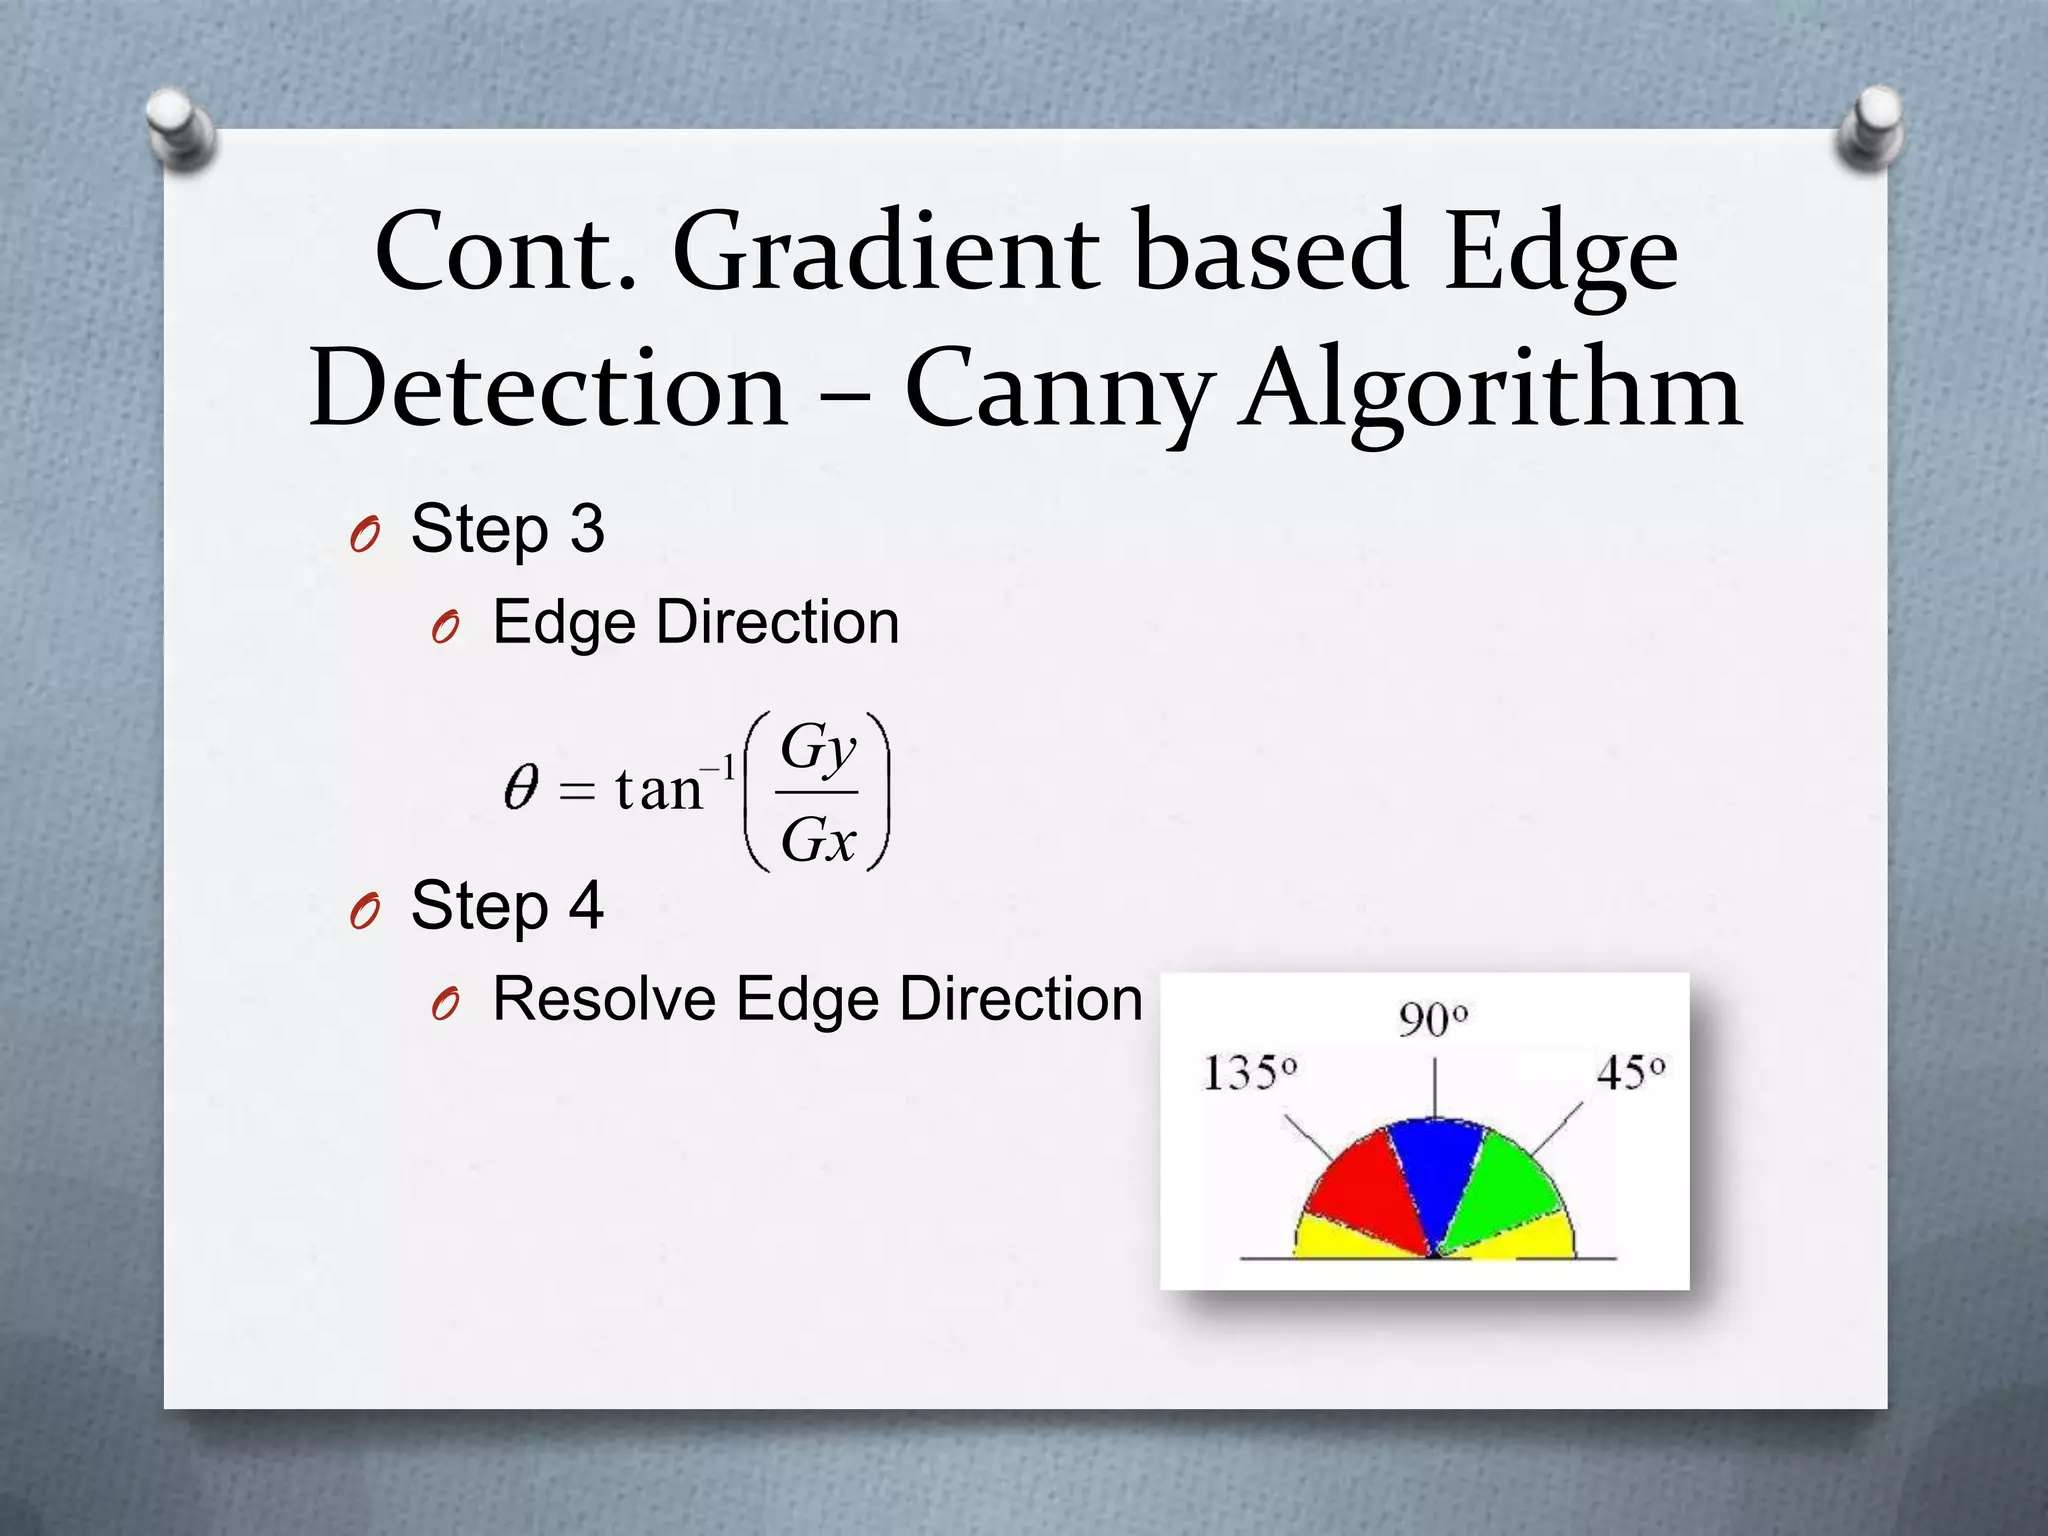 Cont. Gradient based Edge
Detection – Canny Algorithm
Step 3
Edge Direction
θ = tan⁻¹(Gy/Gx)
Step 4
Resolve Edge Direction
90°
135°
45°